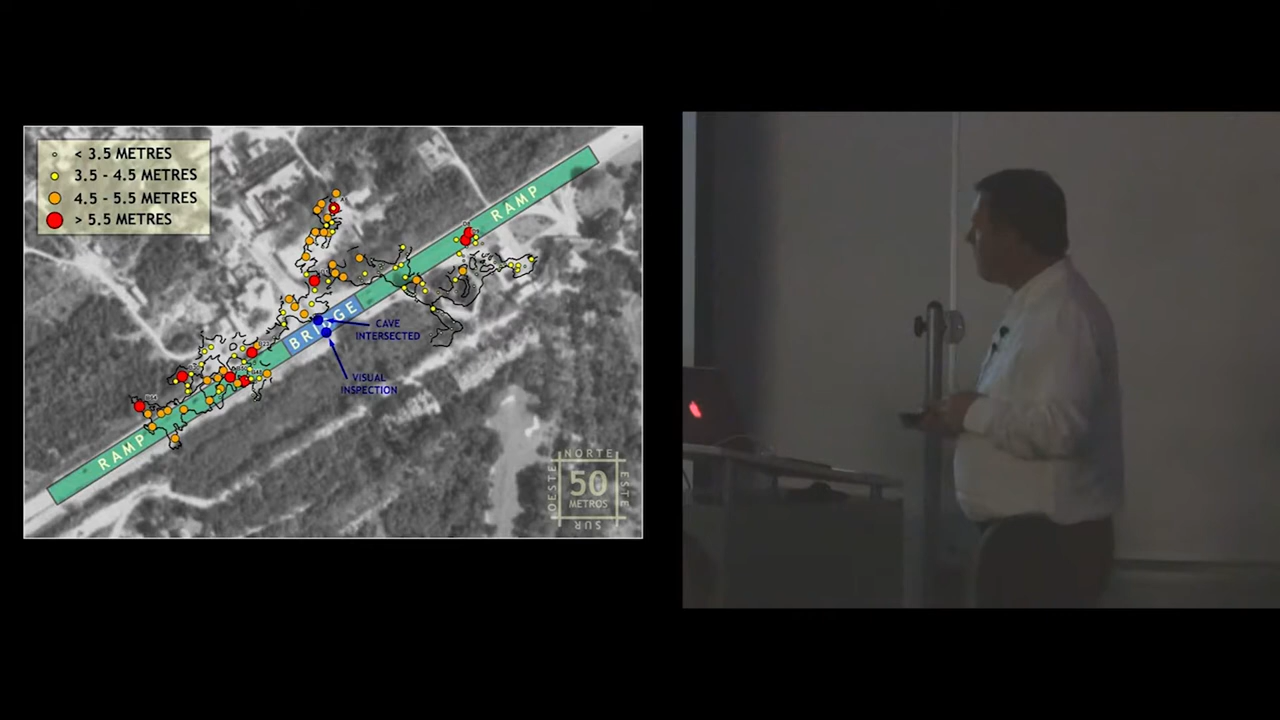 < 3.5 METRES
3.5 - 4.5 METRES
4.5 - 5.5 METRES
> 5.5 METRES
RAMP
BRIDGE
CAVE
INTERSECTED
VISUAL
INSPECTION
RAMP
NORTE
OESTE
50
METROS
ESTE
SUR